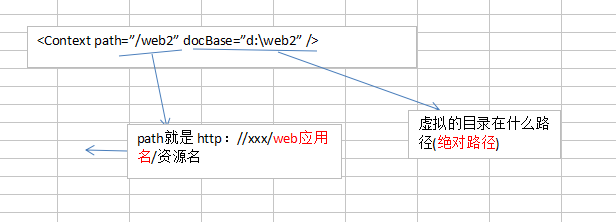 <Context path=”/web2” docBase=”d:\web2” />
path就是 http：//xxx/web应用
名/资源名
虚拟的目录在什么路
径(绝对路径)